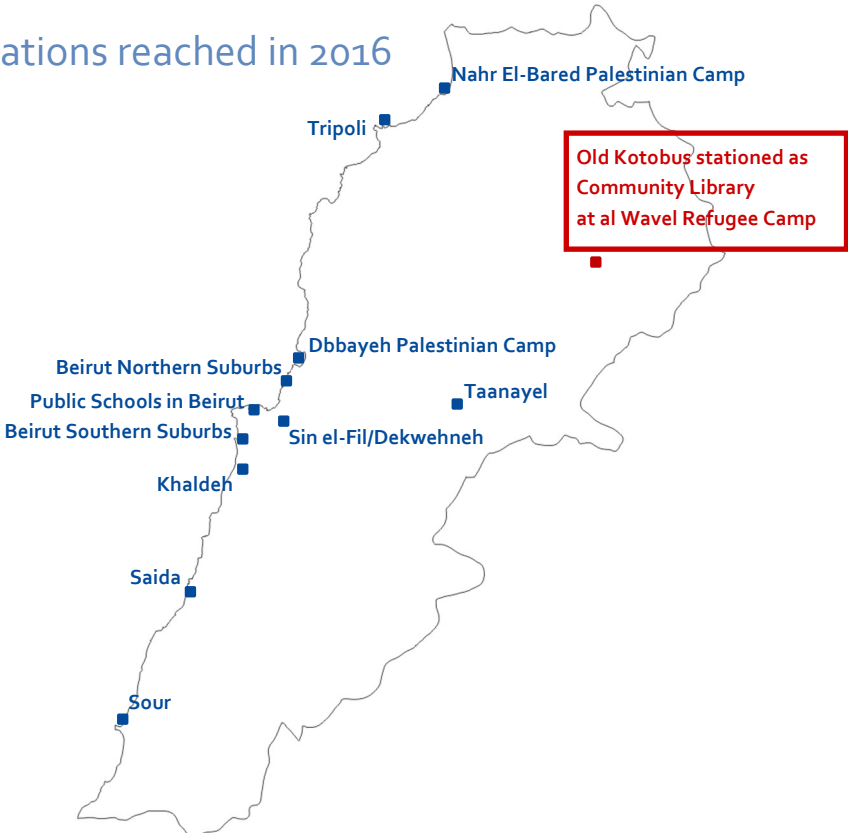 ations reached in 2016
Nahr El-Bared Palestinian Camp
Tripoli
Old Kotobus stationed as
Community Library
at al Wavel Refugee Camp
Dbbayeh Palestinian Camp
Beirut Northern Suburbs
Taanayel
Public Schools in Beirut
Beirut Southern Suburbs
Sin el-Fil/Dekwehneh
Khaldeh
Saida
Sour